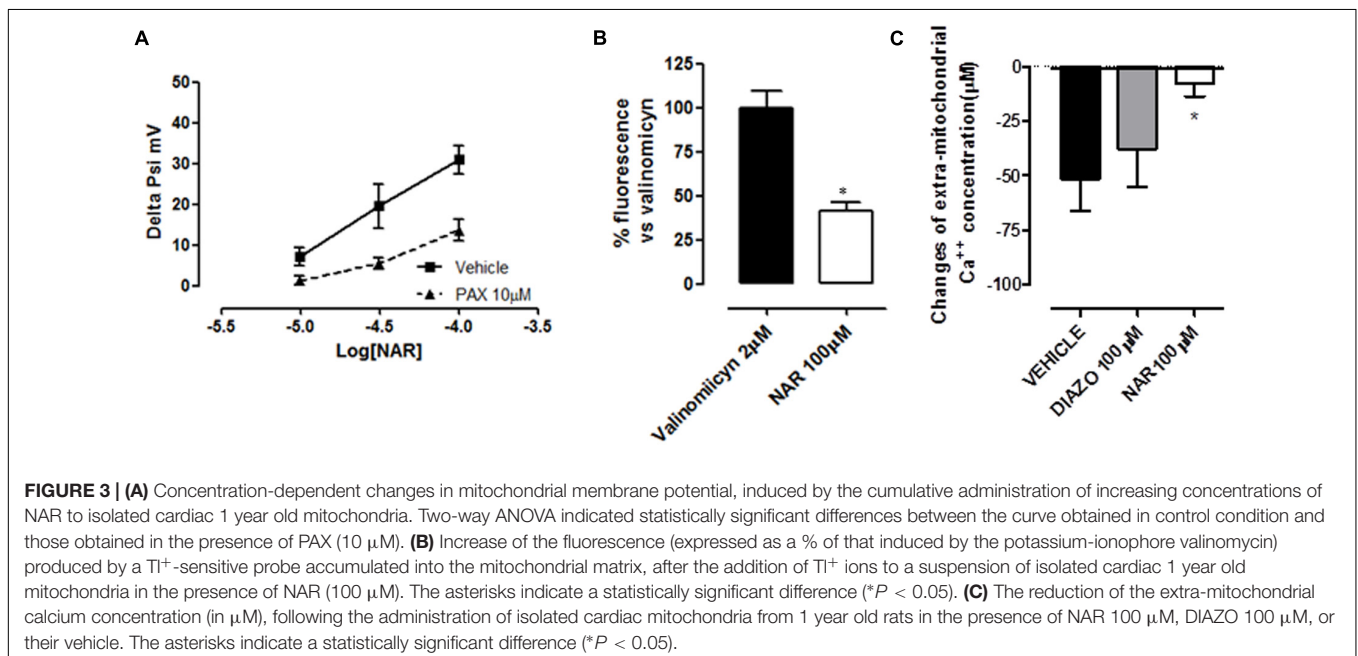 A
50
40
30
20
10
0
Delta Psi mV
-5.5
-5.0
-4.5
-4.0
-3.5
Log[NAR]
Vehicle
PAX 10µM
B
125
100
75
50
25
0
% fluorescence
vs valinomicyn
*
Valinomiicyn 2µM
NAR 100µM
C
0
-25
-50
-75
-100
Changes of extra-mitochondrial
Ca++ concentration(µM)
*
VEHICLE
DIAZO 100 µM
NAR100 µM
FIGURE 3 | (A) Concentration-dependent changes in mitochondrial membrane potential, induced by the cumulative administration of increasing concentrations of
NAR to isolated cardiac 1 year old mitochondria. Two-way ANOVA indicated statistically significant differences between the curve obtained in control condition and
those obtained in the presence of PAX (10 µM). (B) Increase of the fluorescence (expressed as a % of that induced by the potassium-ionophore valinomycin)
produced by a Tl+-sensitive probe accumulated into the mitochondrial matrix, after the addition of Tl+ ions to a suspension of isolated cardiac 1 year old
mitochondria in the presence of NAR (100 µM). The asterisks indicate a statistically significant difference (*P < 0.05). (C) The reduction of the extra-mitochondrial
calcium concentration (in µM), following the administration of isolated cardiac mitochondria from 1 year old rats in the presence of NAR 100 µM, DIAZO 100 µM, or
their vehicle. The asterisks indicate a statistically significant difference (*P < 0.05).